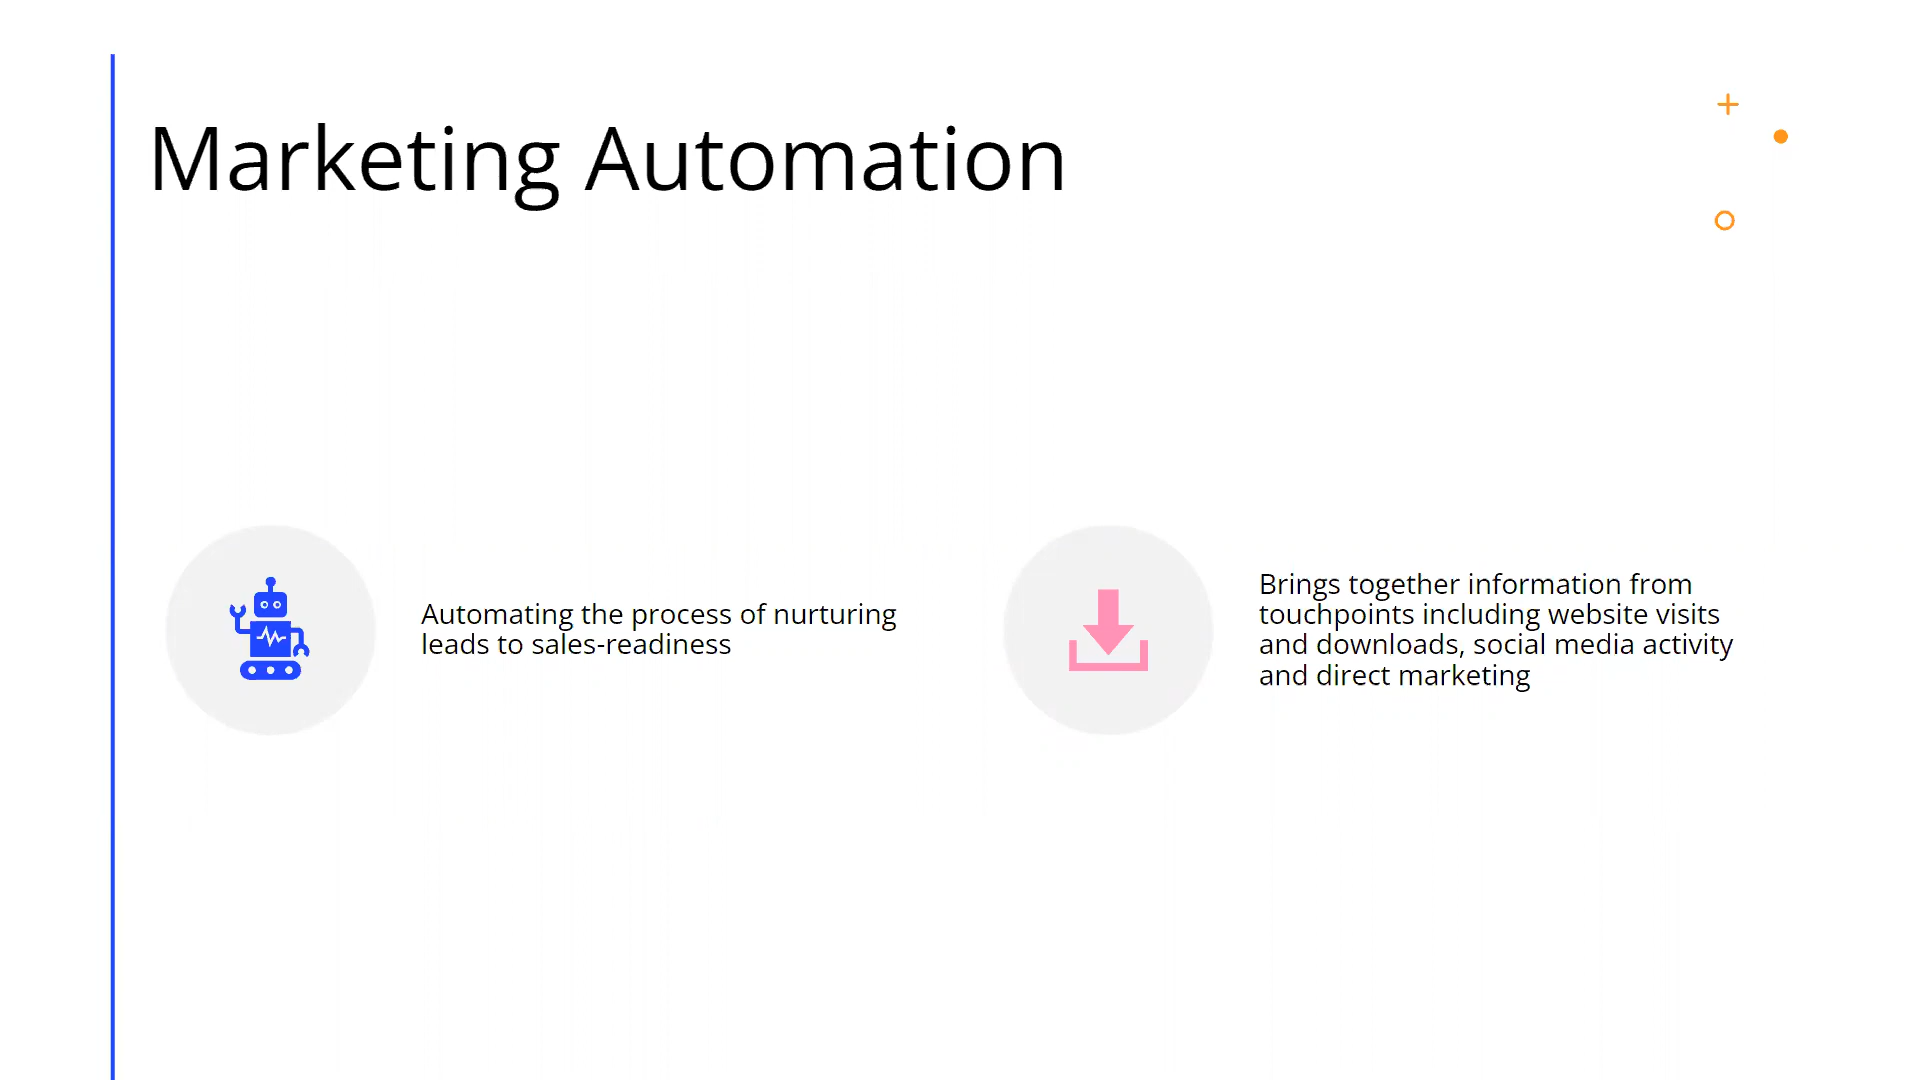 Marketing Automation
Automating the process of nurturing
leads to sales-readiness
Brings together information from
touchpoints including website visits
and downloads, social media activity
and direct marketing